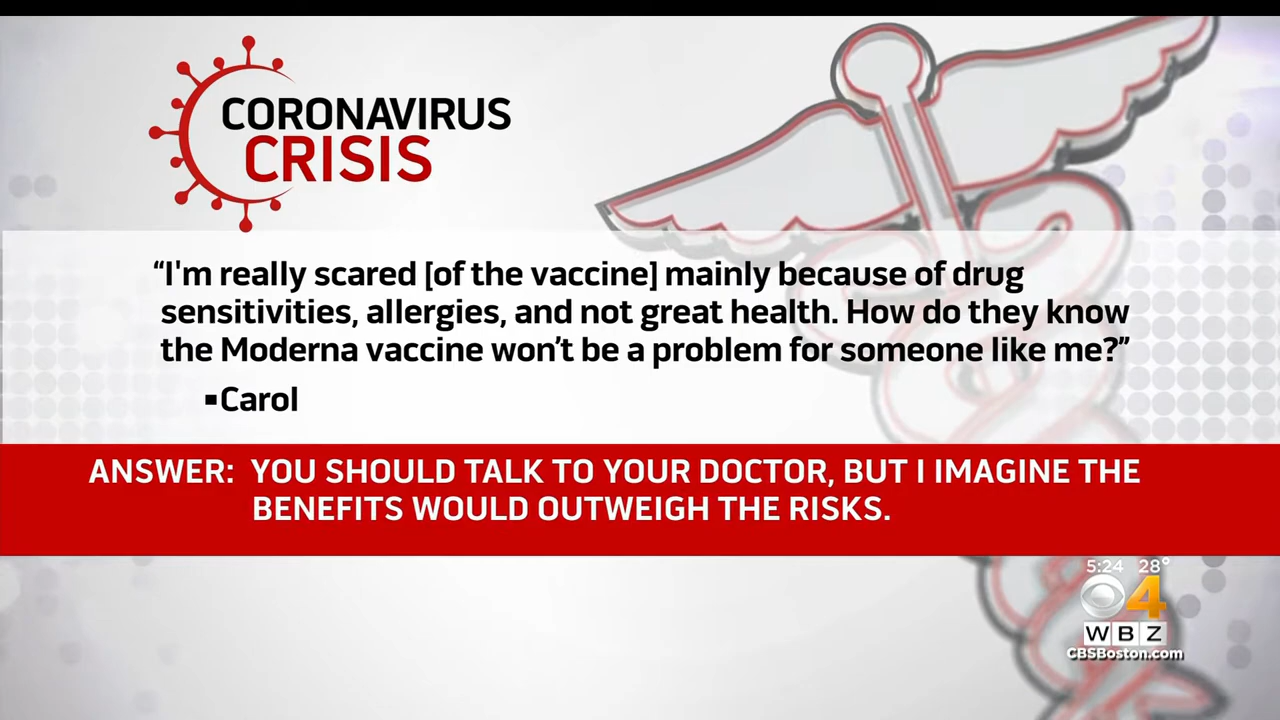 CORONAVIRUS
CRISIS
“I'm really scared [of the vaccine] mainly because of drug
sensitivities, allergies, and not great health. How do they know
the Moderna vaccine won’t be a problem for someone like me?”
▪Carol
ANSWER: YOU SHOULD TALK TO YOUR DOCTOR, BUT I IMAGINE THE
BENEFITS WOULD OUTWEIGH THE RISKS.
5:24 28°
4
WBZ
CBSBoston.com